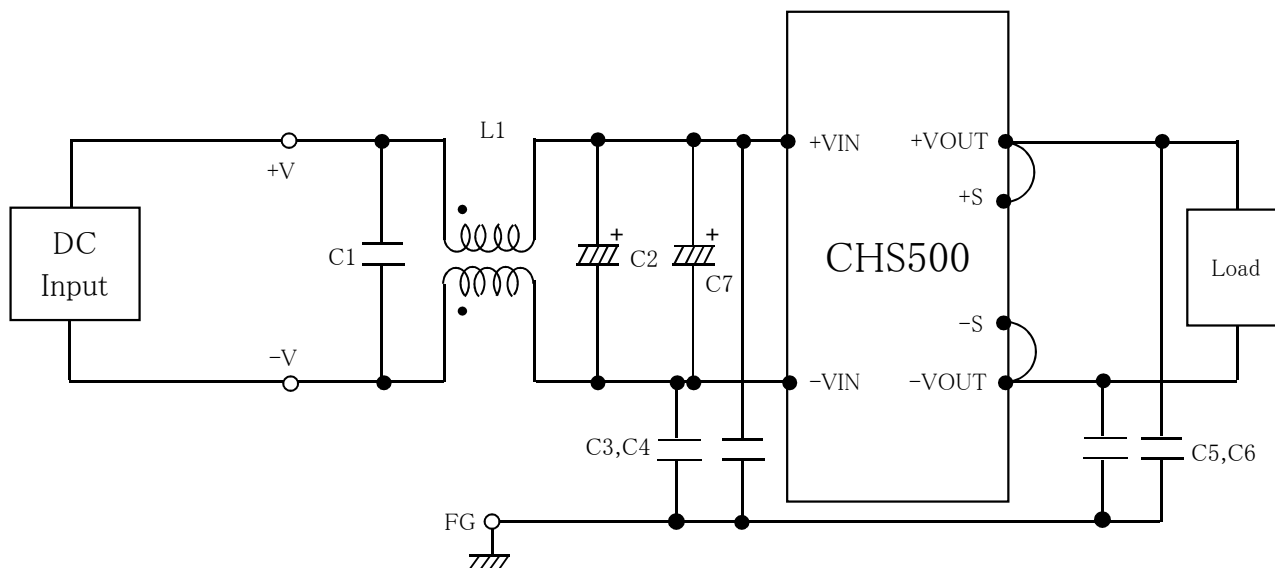 L1
+VIN
+VOUT
+V
+S
DC
Input
C1
+
C2
+
C7
CHS500
Load
−S
−V
−VIN
−VOUT
C3,C4
C5,C6
FG